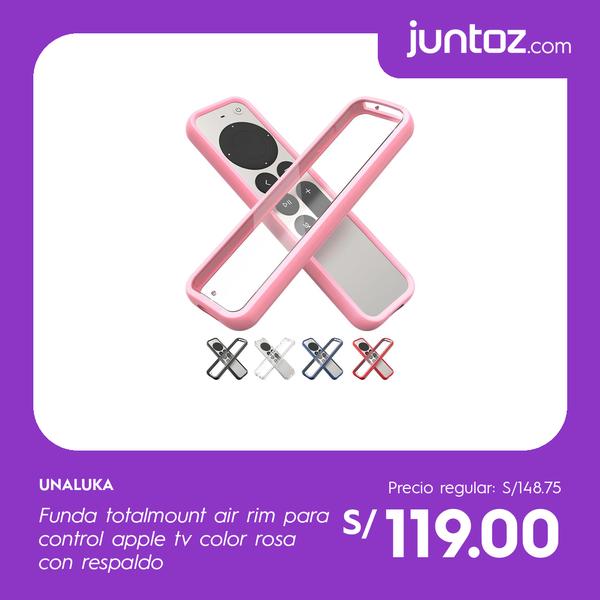 juntoz.com
UNALUKA
Funda totalmount air rim para
control apple tv color rosa
con respaldo
Precio regular: S/148.75
S/119.00